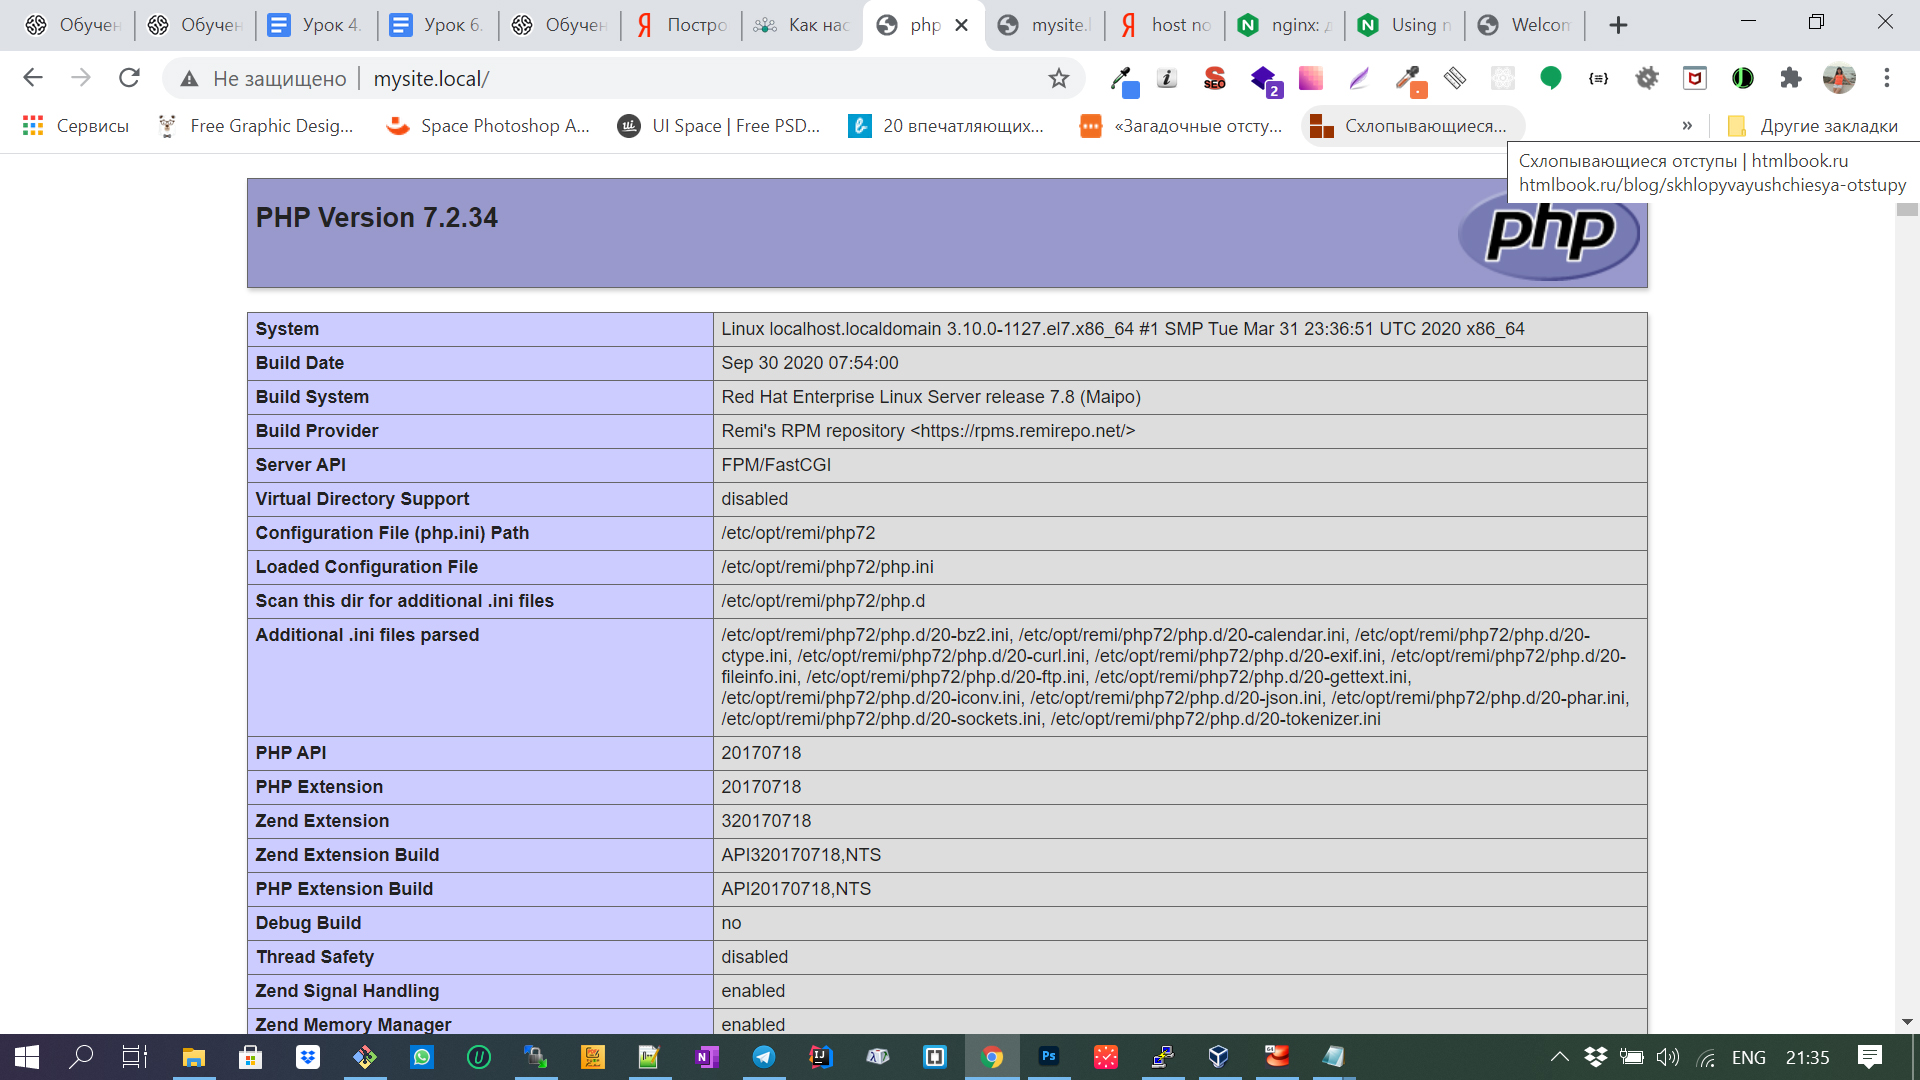 Обучен
Обучен
Урок 4.
Урок 6.
Обучен
Постро
Как нас
php
mysite.l
host no
nginx: д
Using n
Welcom
Не защищено
mysite.local/
SEO
2
Сервисы
Free Graphic Desig...
Space Photoshop A...
UI Space | Free PSD...
20 впечатляющих...
«Загадочные отсту...
Схлопывающиеся...
»
Другие закладки
Схлопывающиеся отступы | htmlbook.ru
htmlbook.ru/blog/skhlopyvayushchiesya-otstupy
PHP Version 7.2.34
php
System Linux localhost.localdomain 3.10.0-1127.el7.x86_64 #1 SMP Tue Mar 31 23:36:51 UTC 2020 x86_64
Build Date Sep 30 2020 07:54:00
Build System Red Hat Enterprise Linux Server release 7.8 (Maipo)
Build Provider Remi's RPM repository <https://rpms.remirepo.net/>
Server API FPM/FastCGI
Virtual Directory Support disabled
Configuration File (php.ini) Path /etc/opt/remi/php72
Loaded Configuration File /etc/opt/remi/php72/php.ini
Scan this dir for additional .ini files /etc/opt/remi/php72/php.d
Additional .ini files parsed /etc/opt/remi/php72/php.d/20-bz2.ini, /etc/opt/remi/php72/php.d/20-calendar.ini, /etc/opt/remi/php72/php.d/20-
ctype.ini, /etc/opt/remi/php72/php.d/20-curl.ini, /etc/opt/remi/php72/php.d/20-exif.ini, /etc/opt/remi/php72/php.d/20-
fileinfo.ini, /etc/opt/remi/php72/php.d/20-ftp.ini, /etc/opt/remi/php72/php.d/20-gettext.ini,
/etc/opt/remi/php72/php.d/20-iconv.ini, /etc/opt/remi/php72/php.d/20-json.ini, /etc/opt/remi/php72/php.d/20-phar.ini,
/etc/opt/remi/php72/php.d/20-sockets.ini, /etc/opt/remi/php72/php.d/20-tokenizer.ini
PHP API 20170718
PHP Extension 20170718
Zend Extension 320170718
Zend Extension Build API320170718,NTS
PHP Extension Build API20170718,NTS
Debug Build no
Thread Safety disabled
Zend Signal Handling enabled
Zend Memory Manager enabled
ENG
21:35